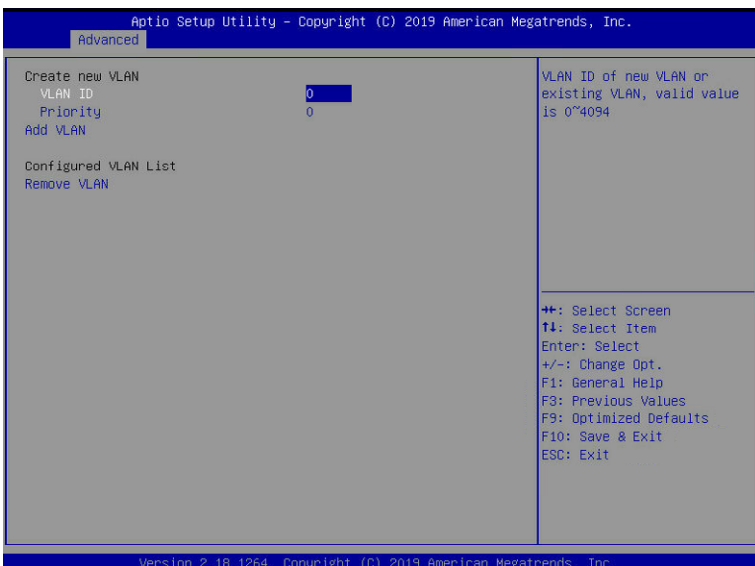 Aptio Setup Utility – Copyright (C) 2019 American Megatrends, Inc.
Advanced
Create new VLAN
VLAN ID 0
Priority 0
Add VLAN
Configured VLAN List
Remove VLAN
VLAN ID of new VLAN or
existing VLAN, valid value
is 0~4094
→←: Select Screen
↑↓: Select Item
Enter: Select
+/-: Change Opt.
F1: General Help
F3: Previous Values
F9: Optimized Defaults
F10: Save & Exit
ESC: Exit
Version 2.18.1264. Copyright (C) 2019 American Megatrends, Inc.